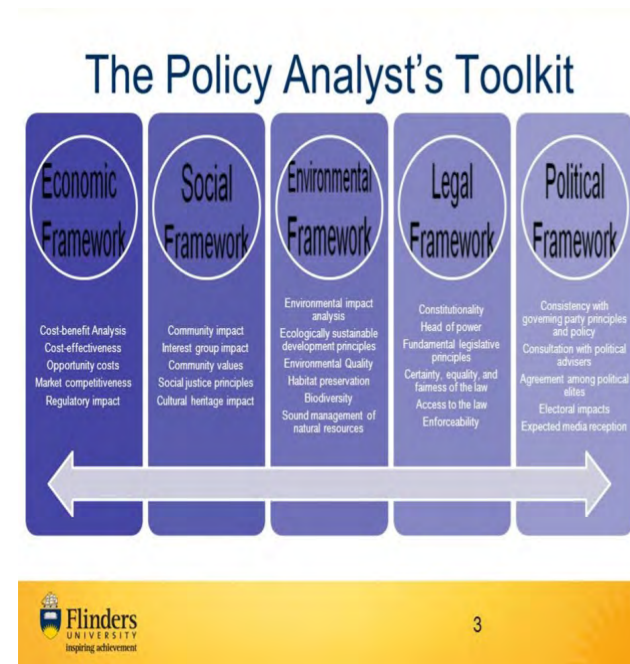 The Policy Analyst's Toolkit
Economic
Framework
Cost-benefit Analysis
Cost-effectiveness
Opportunity costs
Market competitiveness
Regulatory impact
Social
Framework
Community impact
Interest group impact
Community values
Social justice principles
Cultural heritage impact
Environmental
Framework
Environmental impact
analysis
Ecologically sustainable
development principles
Environmental Quality
Habitat preservation
Biodiversity
Sound management of
natural resources
Legal
Framework
Constitutionality
Head of power
Fundamental legislative
principles
Certainty, equality, and
fairness of the law
Access to the law
Enforceability
Political
Framework
Consistency with
governing party principles
and policy
Consultation with political
advisers
Agreement among political
elites
Electoral impacts
Expected media reception
Flinders
UNIVERSITY
inspiring achievement
3